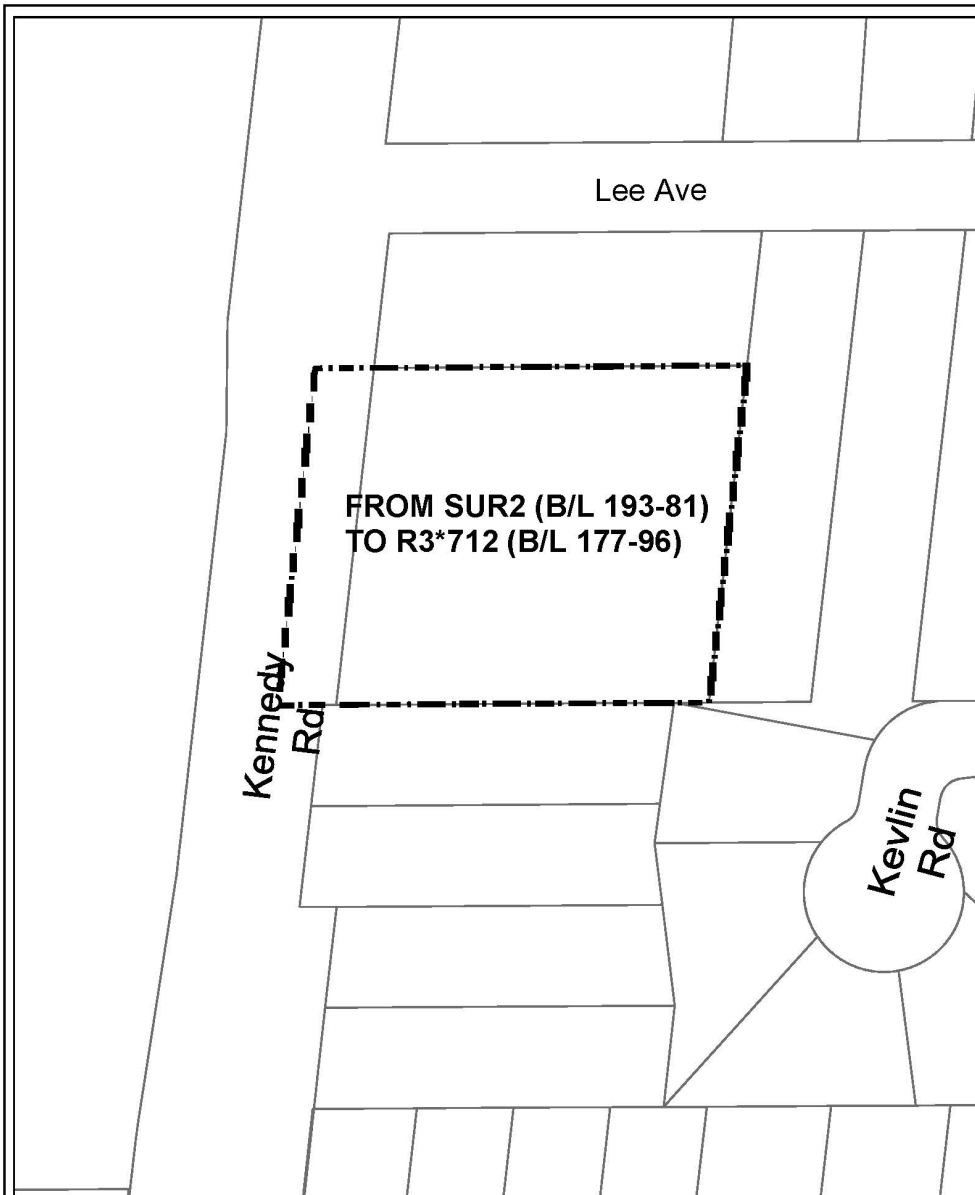 Lee Ave
FROM SUR2 (B/L 193-81)
TO R3*712 (B/L 177-96)
Kennedy
Rd
Kevlin
Rd